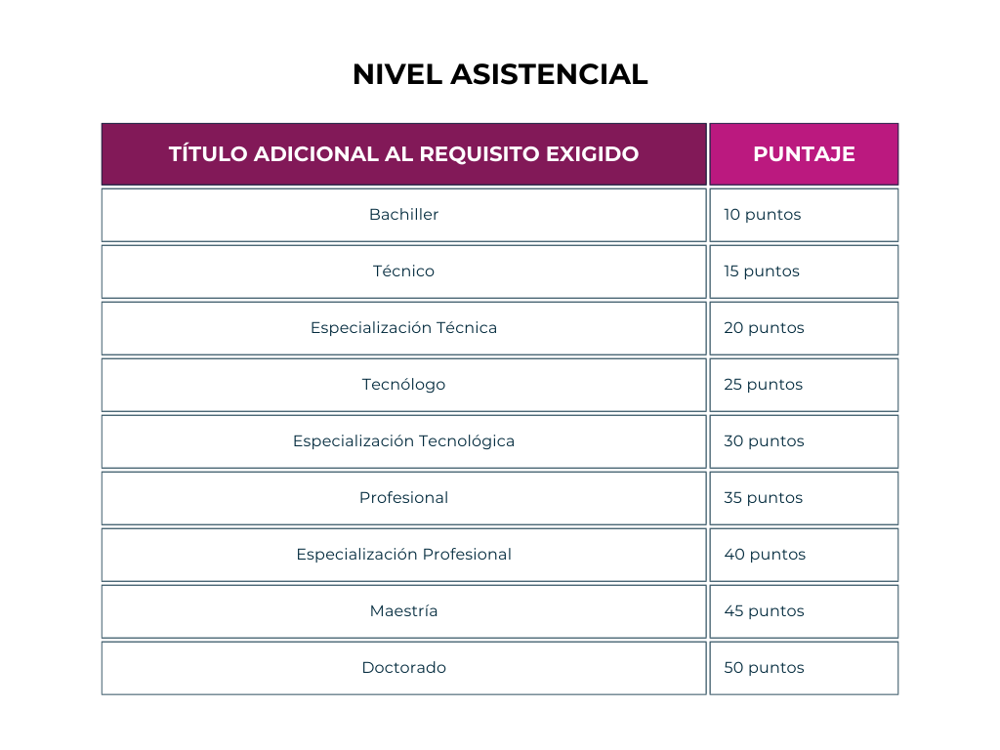 NIVEL ASISTENCIAL
TÍTULO ADICIONAL AL REQUISITO EXIGIDO PUNTAJE
Bachiller 10 puntos
Técnico 15 puntos
Especialización Técnica 20 puntos
Tecnólogo 25 puntos
Especialización Tecnológica 30 puntos
Profesional 35 puntos
Especialización Profesional 40 puntos
Maestría 45 puntos
Doctorado 50 puntos